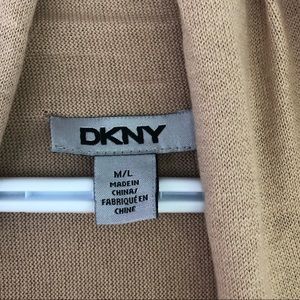 DKNY
M/L
MADE IN
CHINA/
FABRIQUÉ EN
CHINE